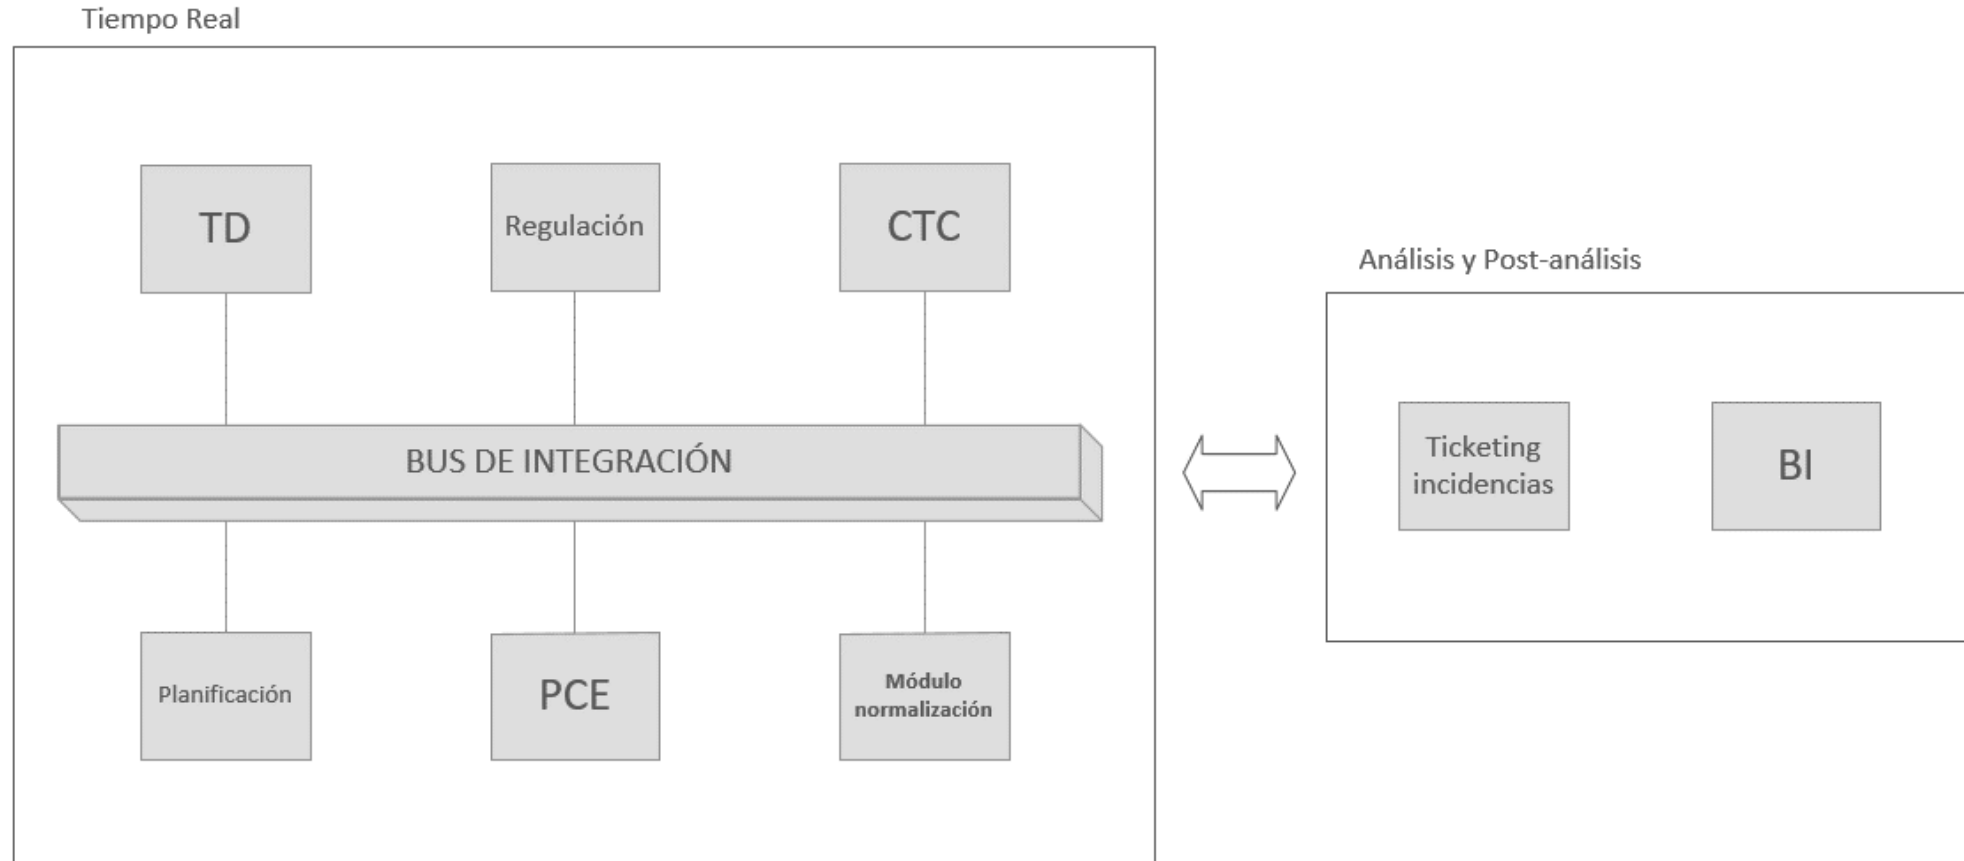 Tiempo Real
TD
Regulación
CTC
BUS DE INTEGRACIÓN
Planificación
PCE
Módulo
normalización
Análisis y Post-análisis
Ticketing
incidencias
BI